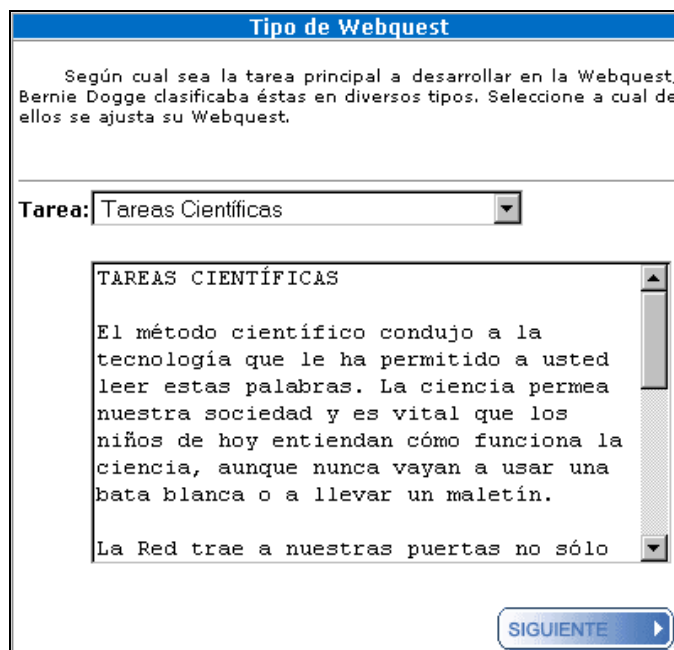 Tipo de Webquest
Según cual sea la tarea principal a desarrollar en la Webquest,
Bernie Dogge clasificaba éstas en diversos tipos. Seleccione a cual de
ellos se ajusta su Webquest.
Tarea: Tareas Científicas
TAREAS CIENTÍFICAS
El método científico condujo a la
tecnología que le ha permitido a usted
leer estas palabras. La ciencia permea
nuestra sociedad y es vital que los
niños de hoy entiendan cómo funciona la
ciencia, aunque nunca vayan a usar una
bata blanca o a llevar un maletín.
La Red trae a nuestras puertas no sólo
SIGUIENTE